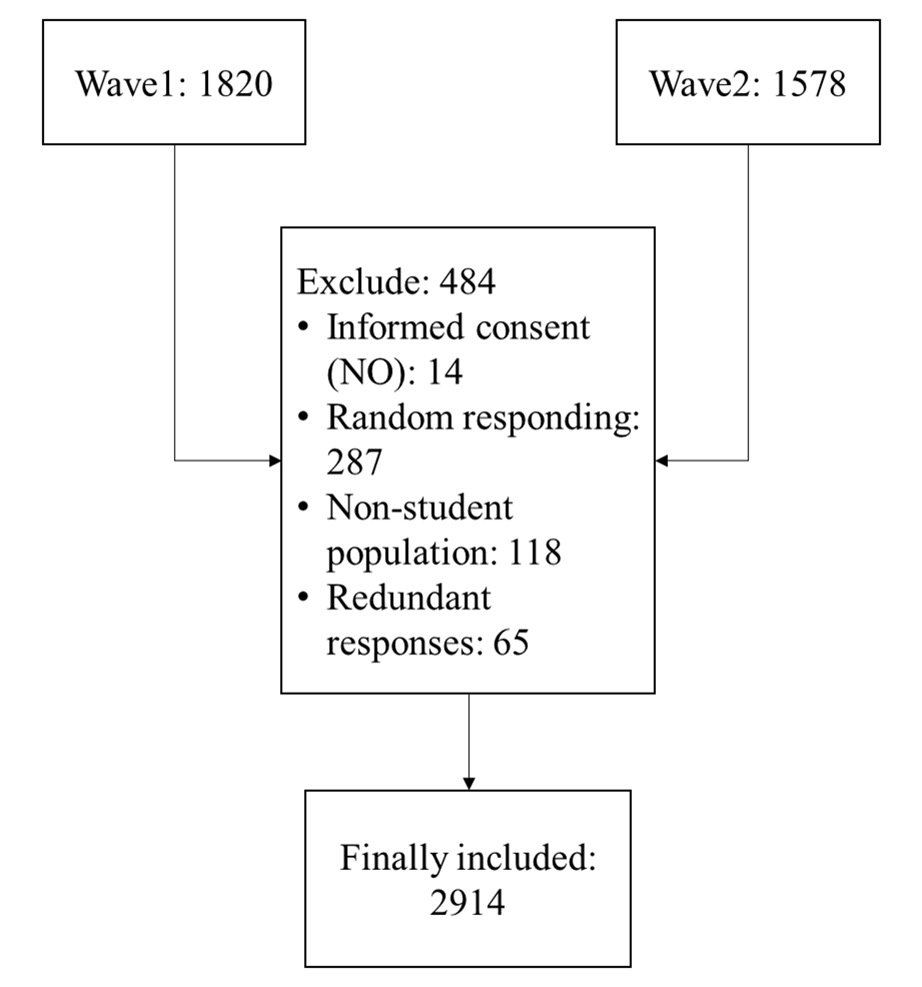 Wave1: 1820
Wave2: 1578
Exclude: 484
• Informed consent
(NO): 14
• Random responding:
287
• Non-student
population: 118
• Redundant
responses: 65
Finally included:
2914